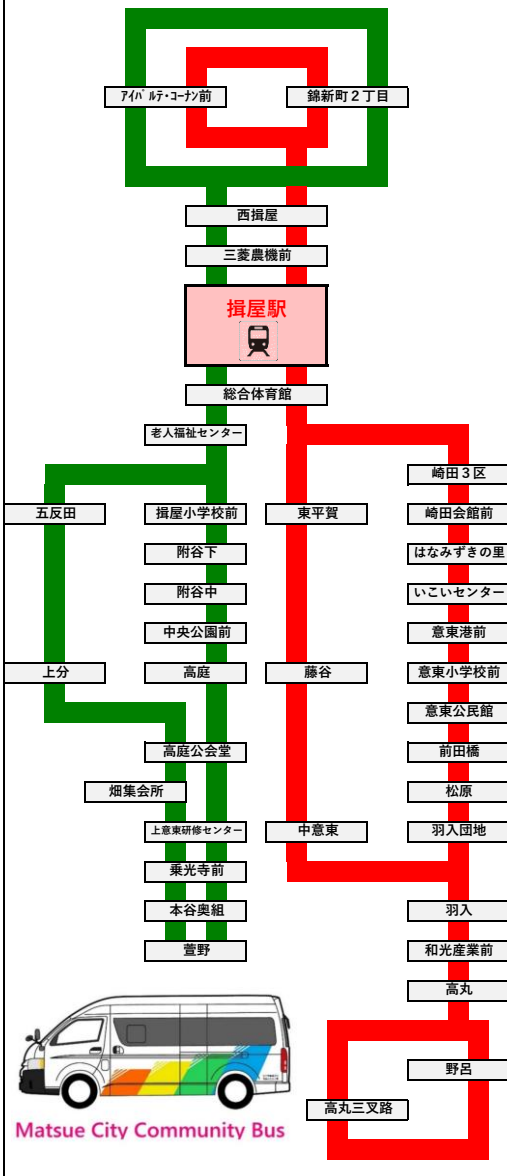 アイパルテ・コーナン前
錦新町２丁目
西揖屋
三菱農機前
揖屋駅
総合体育館
老人福祉センター
崎田３区
五反田
揖屋小学校前
東平賀
崎田会館前
附谷下
はなみずきの里
附谷中
いこいセンター
中央公園前
意東港前
上分
高庭
藤谷
意東小学校前
意東公民館
高庭公会堂
前田橋
畑集会所
松原
上意東研修センター
中意東
羽入団地
乗光寺前
本谷奥組
羽入
萱野
和光産業前
高丸
野呂
高丸三叉路
Matsue City Community Bus